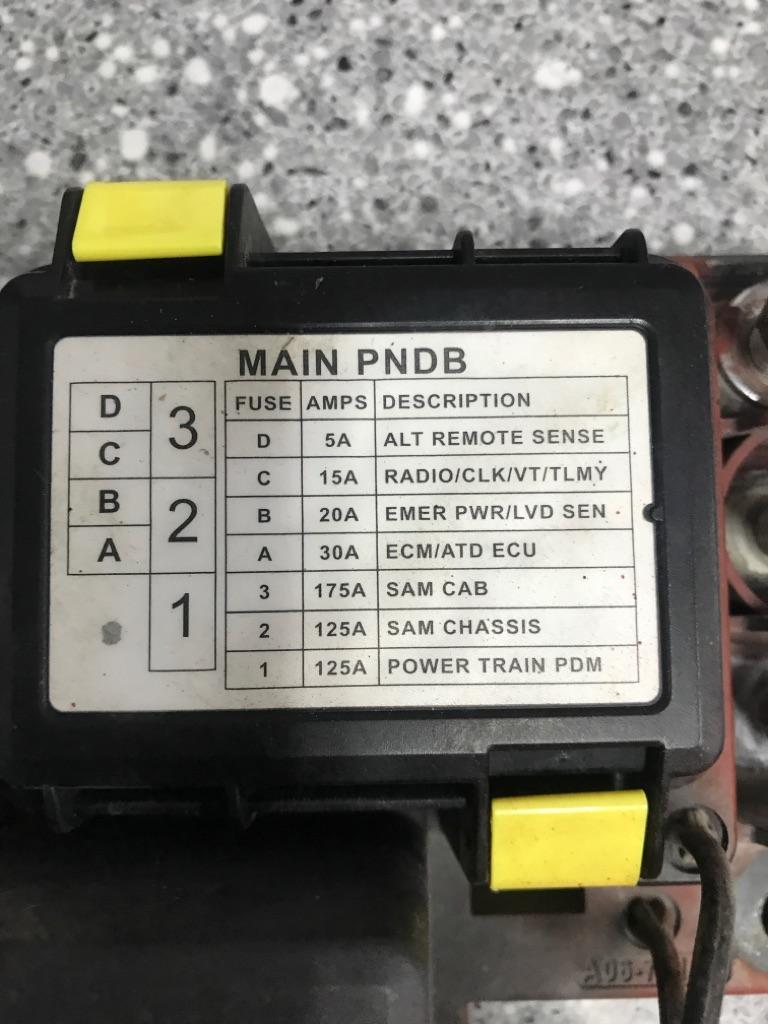 MAIN PNDB
D
C
B
A
3
2
1
FUSE AMPS DESCRIPTION
D 5A ALT REMOTE SENSE
C 15A RADIO/CLK/VT/TLMY
B 20A EMER PWR/LVD SEN
A 30A ECM/ATD ECU
3 175A SAM CAB
2 125A SAM CHASSIS
1 125A POWER TRAIN PDM